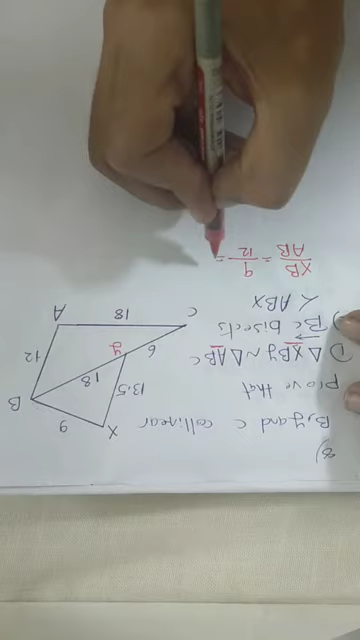 8)
B, y and C collinear
Prove that
① △XBy ~ △ABC
② BC bisects
< ABX
XB/AB = 9/12 =
A
18
C
12
y
6
18
13.5
B
9
X